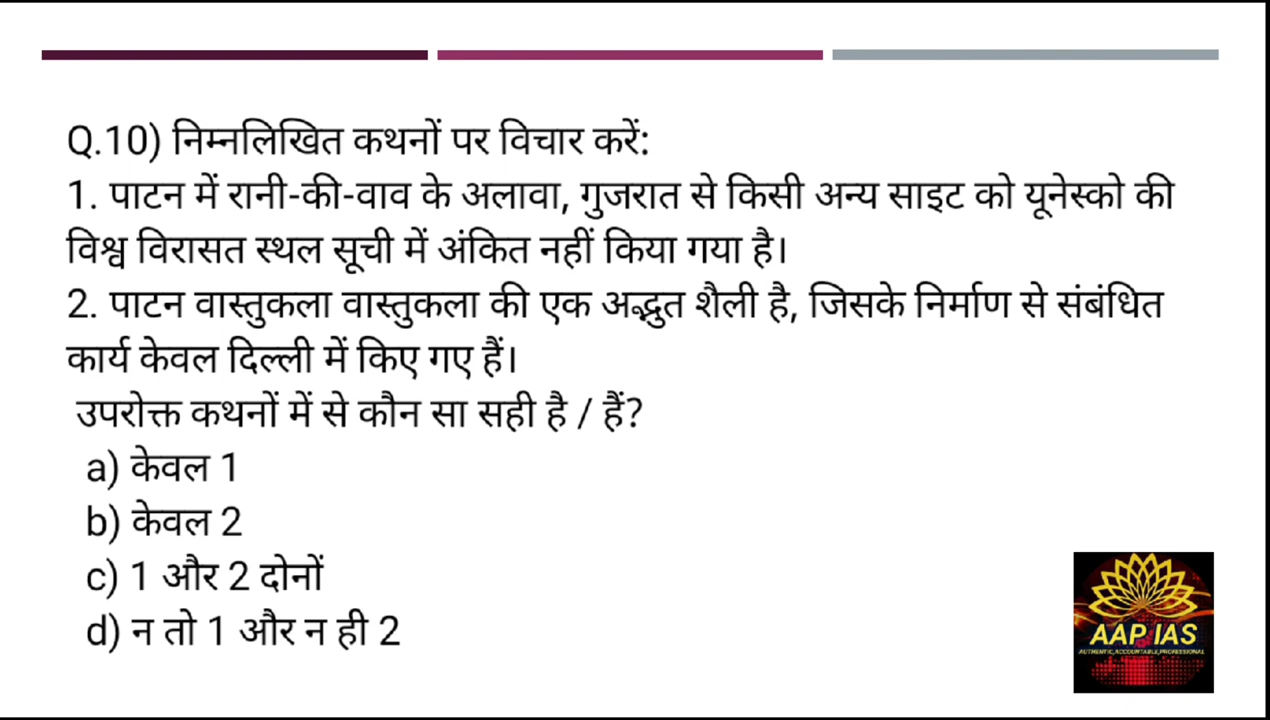 Q.10) निम्नलिखित कथनों पर विचार करें:
1. पाटन में रानी-की-वाव के अलावा, गुजरात से किसी अन्य साइट को यूनेस्को की
विश्व विरासत स्थल सूची में अंकित नहीं किया गया है।
2. पाटन वास्तुकला वास्तुकला की एक अद्भुत शैली है, जिसके निर्माण से संबंधित
कार्य केवल दिल्ली में किए गए हैं।
उपरोक्त कथनों में से कौन सा सही है / हैं?
a) केवल 1
b) केवल 2
c) 1 और 2 दोनों
d) न तो 1 और न ही 2
AAP IAS
AUTHENTIC,ACCOUNTABLE,PROFESSIONAL